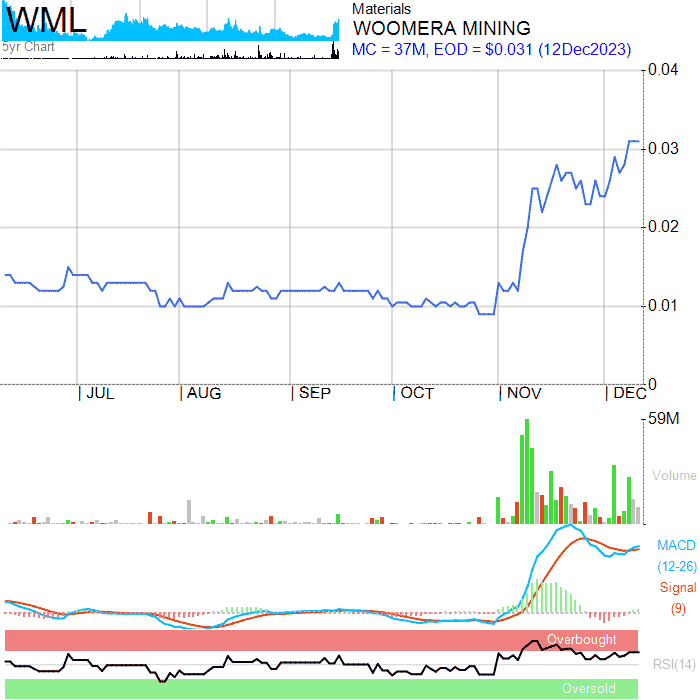 WML
5yr Chart
Materials
WOOMERA MINING
MC = 37M, EOD = $0.031 (12Dec2023)
0.04
0.03
0.02
0.01
0
JUL
AUG
SEP
OCT
NOV
DEC
59M
Volume
MACD
(12-26)
Signal
(9)
Overbought
RSI(14)
Oversold